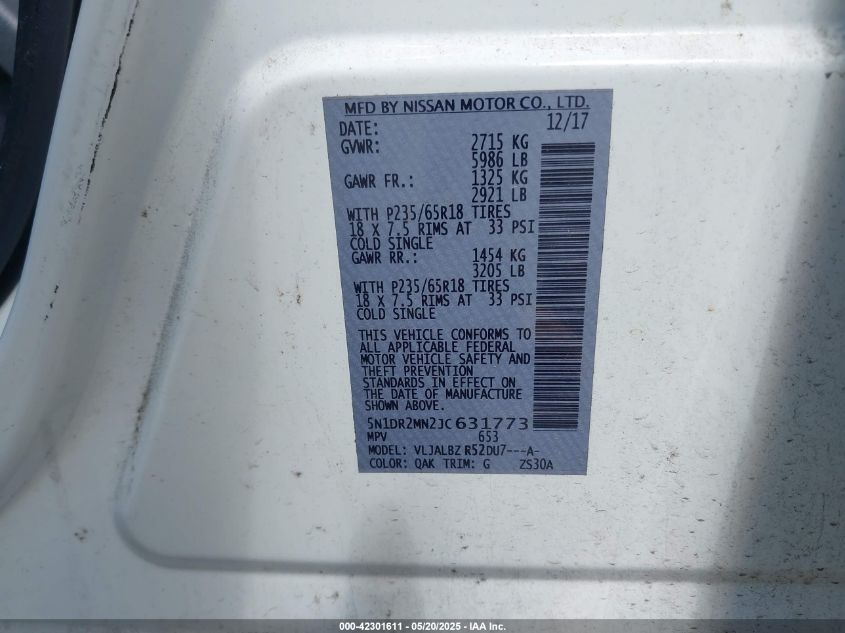 MFD BY NISSAN MOTOR CO., LTD.
DATE: 12/17
GVWR: 2715 KG
5986 LB
GAWR FR.: 1325 KG
2921 LB
WITH P235/65R18 TIRES
18 X 7.5 RIMS AT 33 PSI
COLD SINGLE
GAWR RR.: 1454 KG
3205 LB
WITH P235/65R18 TIRES
18 X 7.5 RIMS AT 33 PSI
COLD SINGLE
THIS VEHICLE CONFORMS TO
ALL APPLICABLE FEDERAL
MOTOR VEHICLE SAFETY AND
THEFT PREVENTION
STANDARDS IN EFFECT ON
THE DATE OF MANUFACTURE
SHOWN ABOVE.
5N1DR2MN2JC631773
MPV 653
MODEL: VLJALBZ R52DU7---A-
COLOR: QAK TRIM: G ZS30A
000-42301611 - 05/20/2025 - IAA Inc.